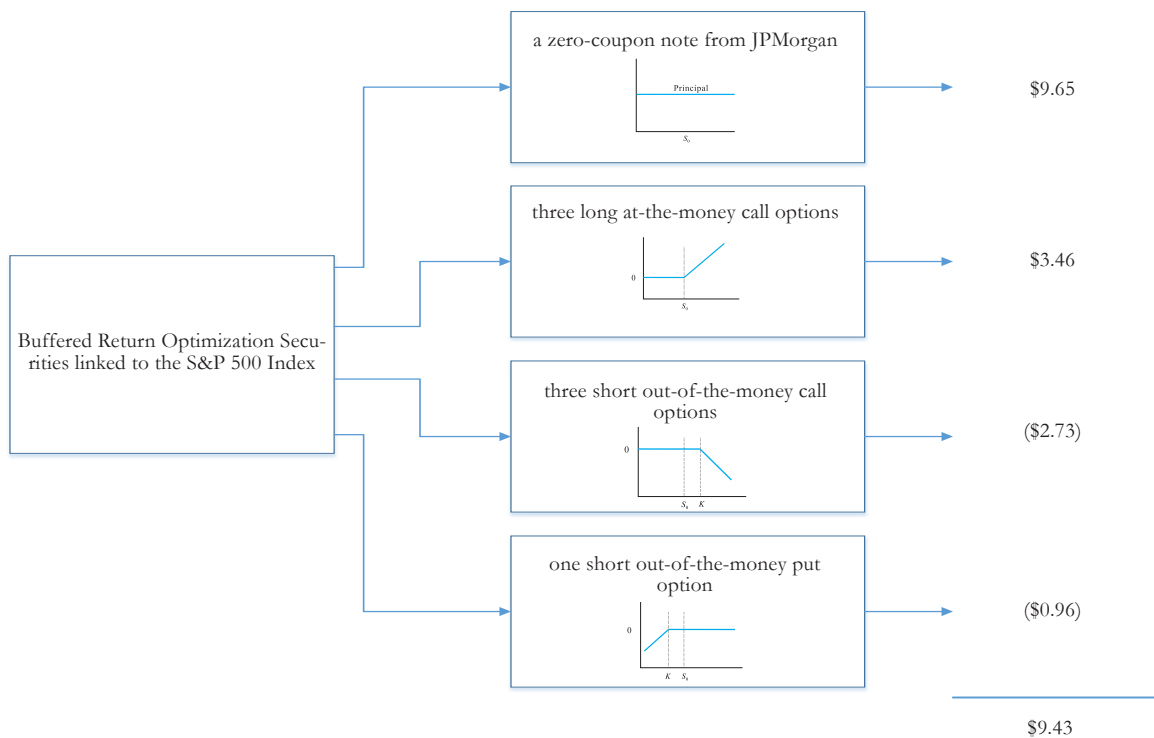 a zero-coupon note from JPMorgan
Principal
S₀
$9.65
three long at-the-money call options
0
S₀
$3.46
Buffered Return Optimization Secu-
rities linked to the S&P 500 Index
three short out-of-the-money call
options
0
S₀ K
($2.73)
one short out-of-the-money put
option
0
K S₀
($0.96)
$9.43